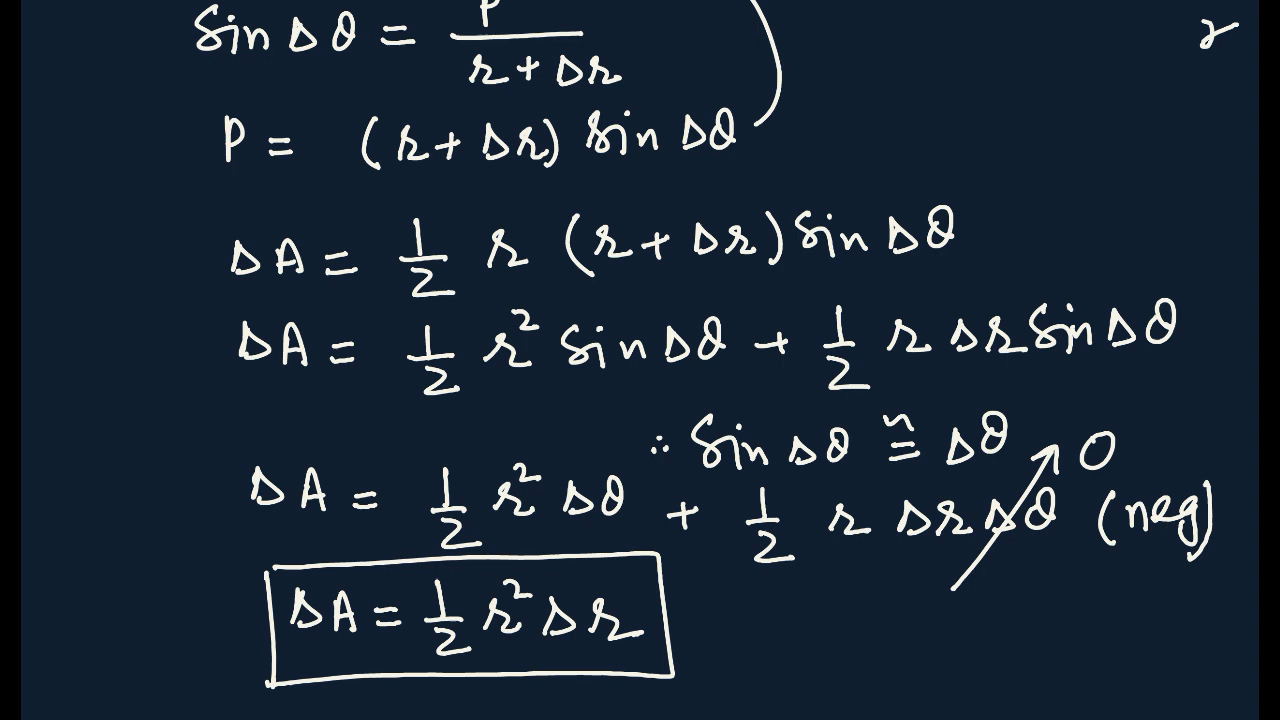 Sin Δθ = P / r + Δr
P = (r + Δr) Sin Δθ
ΔA = 1/2 r (r + Δr) Sin Δθ
ΔA = 1/2 r² Sin Δθ + 1/2 r Δr Sin Δθ
∴ Sin Δθ ≅ Δθ
ΔA = 1/2 r² Δθ + 1/2 r Δr Δθ (neg) 0
ΔA = 1/2 r² Δr